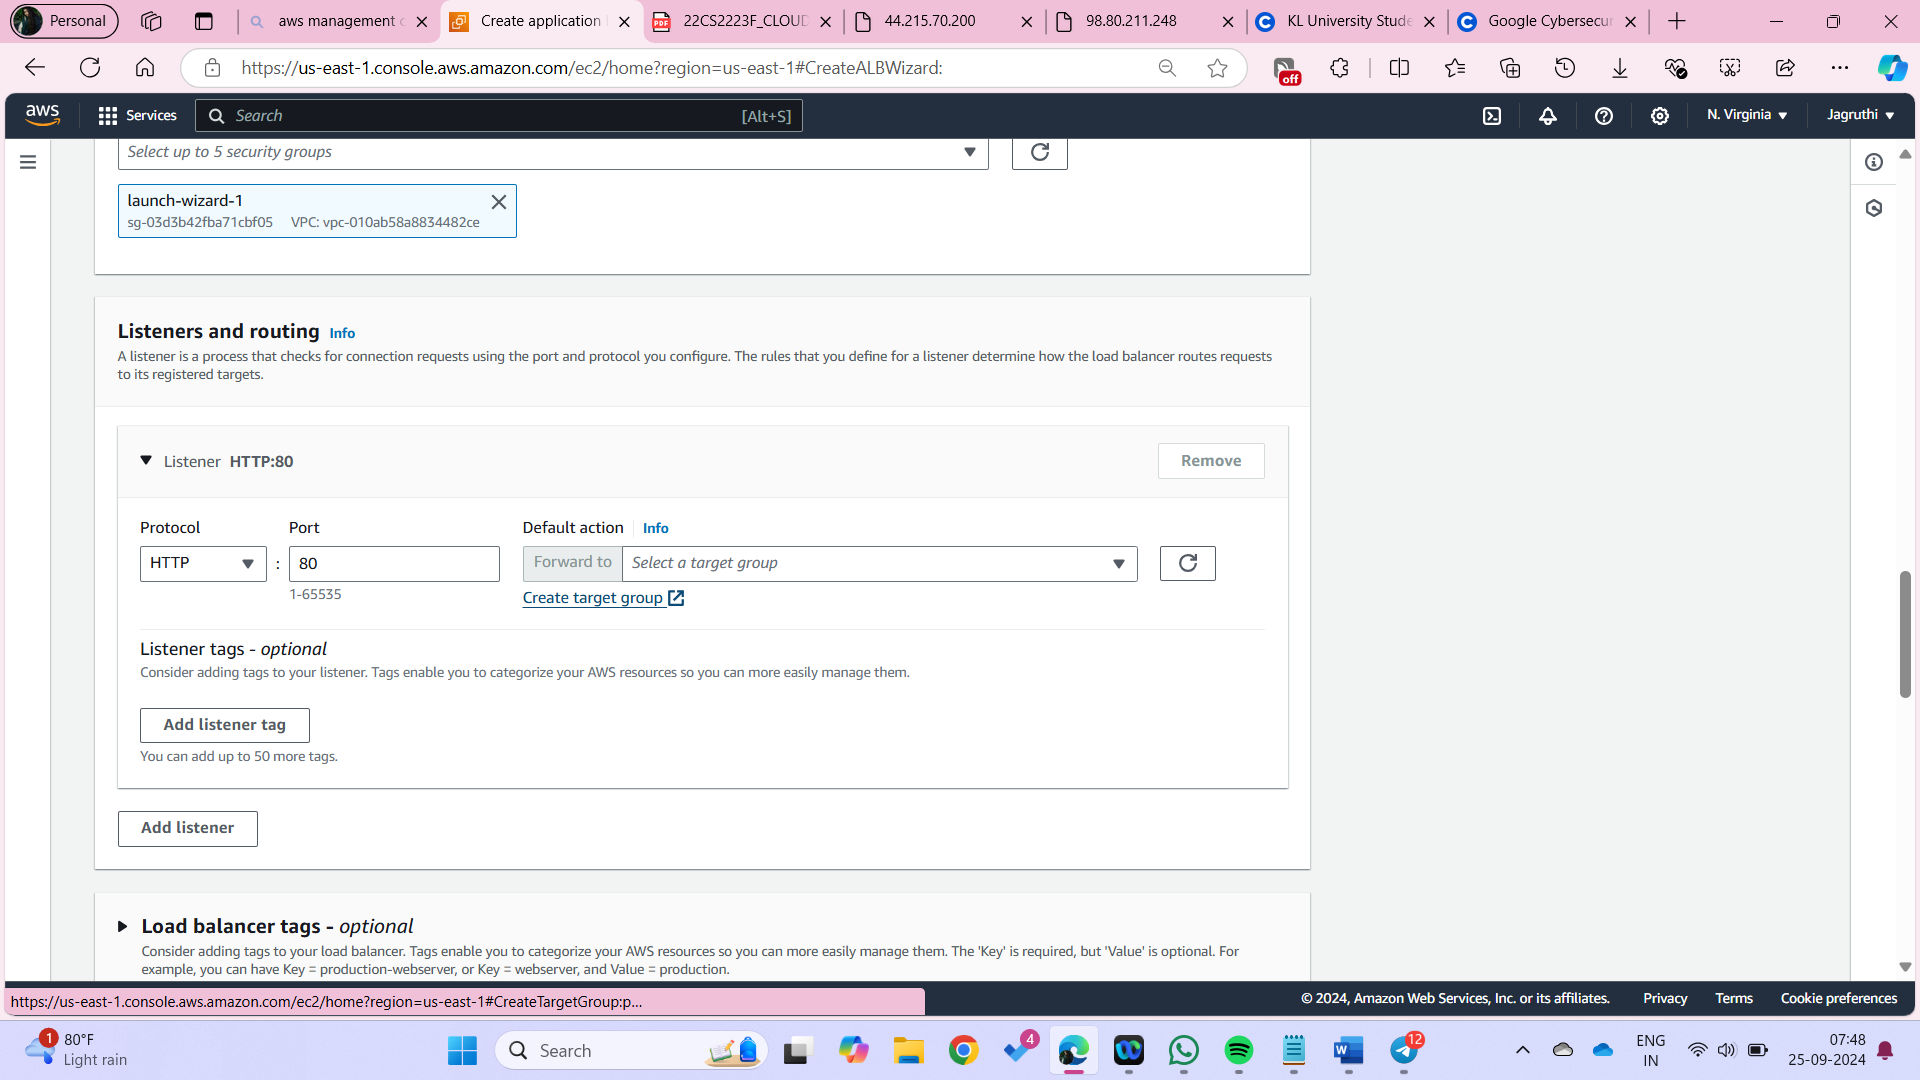 Personal
aws management c
Create application l
22CS2223F_CLOUD
44.215.70.200
98.80.211.248
KL University Stude
Google Cybersecur
https://us-east-1.console.aws.amazon.com/ec2/home?region=us-east-1#CreateALBWizard:
off
aws
Services
Search
[Alt+S]
N. Virginia
Jagruthi
Select up to 5 security groups
launch-wizard-1
sg-03d3b42fba71cbf05 VPC: vpc-010ab58a8834482ce
Listeners and routing Info
A listener is a process that checks for connection requests using the port and protocol you configure. The rules that you define for a listener determine how the load balancer routes requests
to its registered targets.
Listener HTTP:80
Remove
Protocol
Port
Default action
Info
HTTP
:
80
Forward to
Select a target group
1-65535
Create target group
Listener tags - optional
Consider adding tags to your listener. Tags enable you to categorize your AWS resources so you can more easily manage them.
Add listener tag
You can add up to 50 more tags.
Add listener
Load balancer tags - optional
Consider adding tags to your load balancer. Tags enable you to categorize your AWS resources so you can more easily manage them. The 'Key' is required, but 'Value' is optional. For
example, you can have Key = production-webserver, or Key = webserver, and Value = production.
https://us-east-1.console.aws.amazon.com/ec2/home?region=us-east-1#CreateTargetGroup:p...
© 2024, Amazon Web Services, Inc. or its affiliates.
Privacy
Terms
Cookie preferences
1
80°F
Light rain
Search
4
W
12
ENG
IN
07:48
25-09-2024